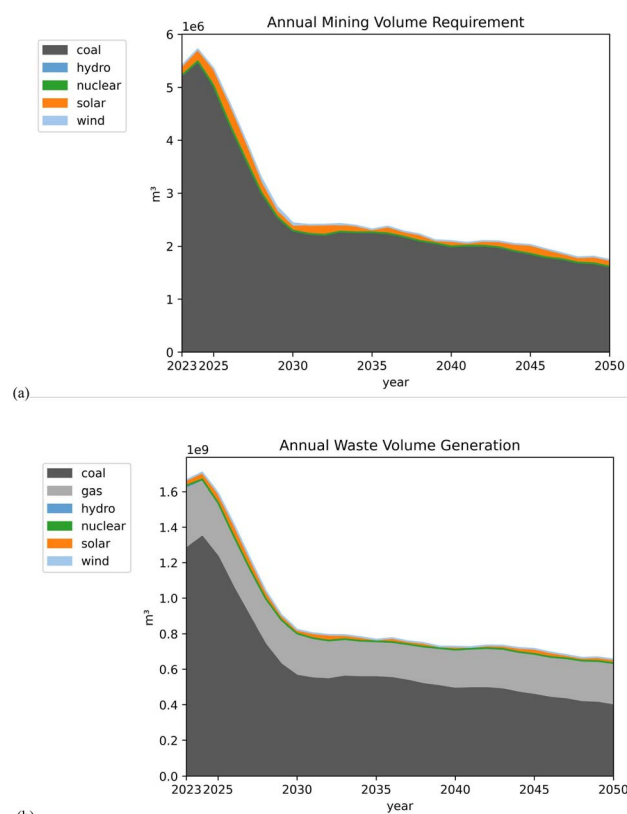 1e6
Annual Mining Volume Requirement
6
coal
hydro
nuclear
solar
wind
5
4
3
2
1
0
m³
2023 2025 2030 2035 2040 2045 2050
year
(a)
1e9
Annual Waste Volume Generation
coal
gas
hydro
nuclear
solar
wind
1.6
1.4
1.2
1.0
0.8
0.6
0.4
0.2
0.0
m³
2023 2025 2030 2035 2040 2045 2050
year
(b)